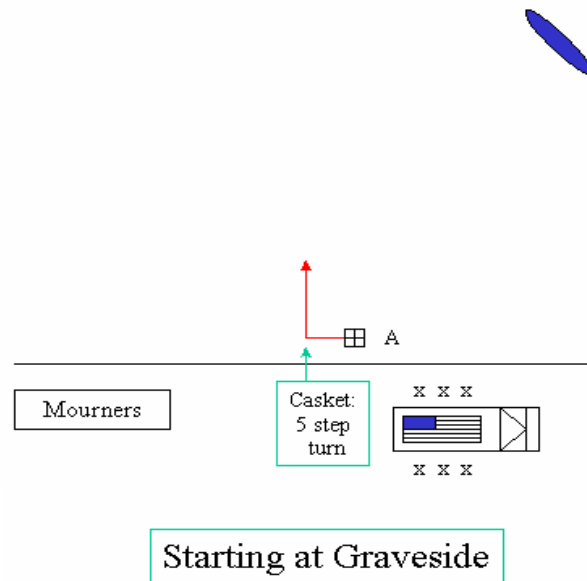 A
x x x
Mourners
Casket:
5 step
turn
x x x
Starting at Graveside